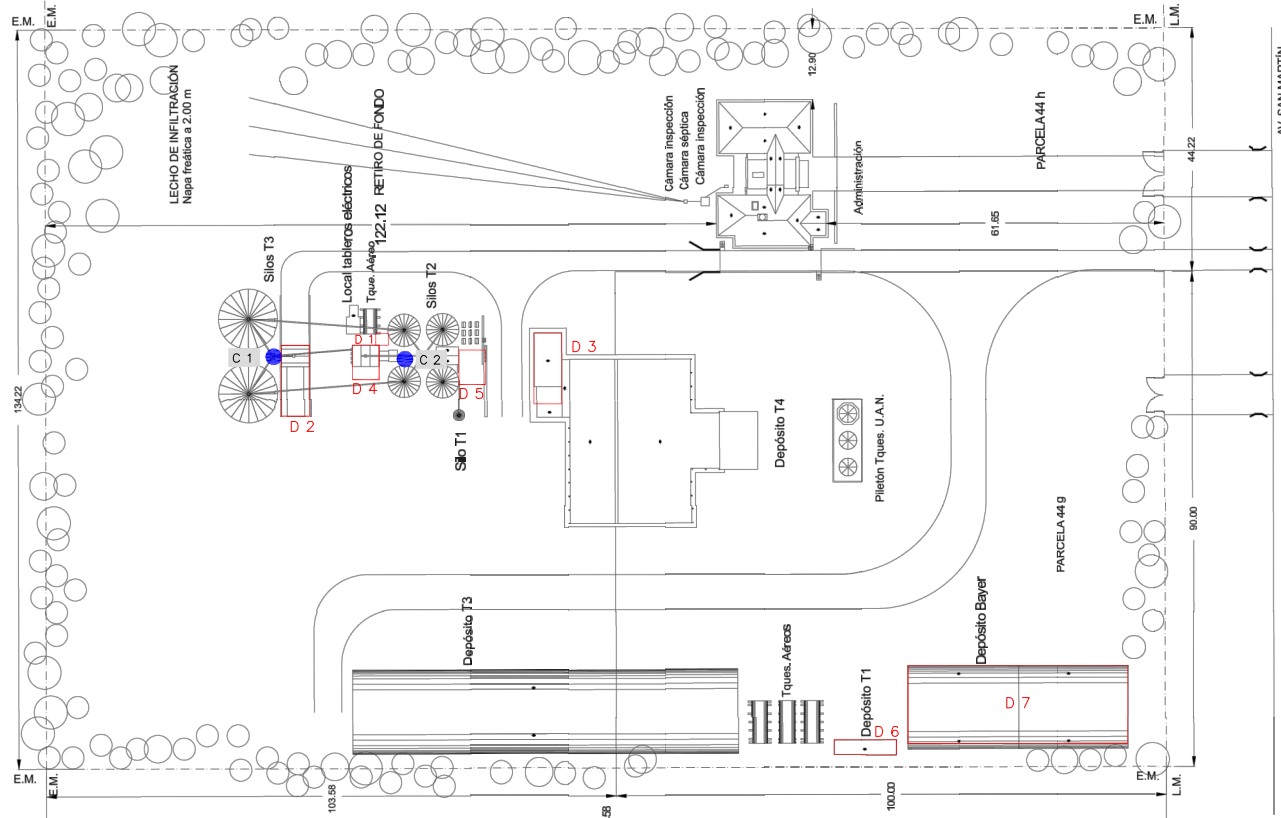 E.M.
E.M.
E.M.
L.M.
AV. SAN MARTÍN
12.90
LECHO DE INFILTRACIÓN
Napa freática a 2.00 m
Cámara inspección
Cámara séptica
Cámara inspección
PARCELA 44 h
44.22
Administración
61.65
122.12 RETIRO DE FONDO
Silos T3
Local tableros eléctricos
Tque. Aéreo
Silos T2
C 1
D 1
C 2
D 3
D 4
D 5
D 2
134.22
Silo T1
Depósito T4
Piletón Tques. U.A.N.
90.00
PARCELA 44 g
Depósito T3
Tques. Aéreos
Depósito T1
Depósito Bayer
D 6
D 7
E.M.
E.M.
E.M.
L.M.
103.58
100.00